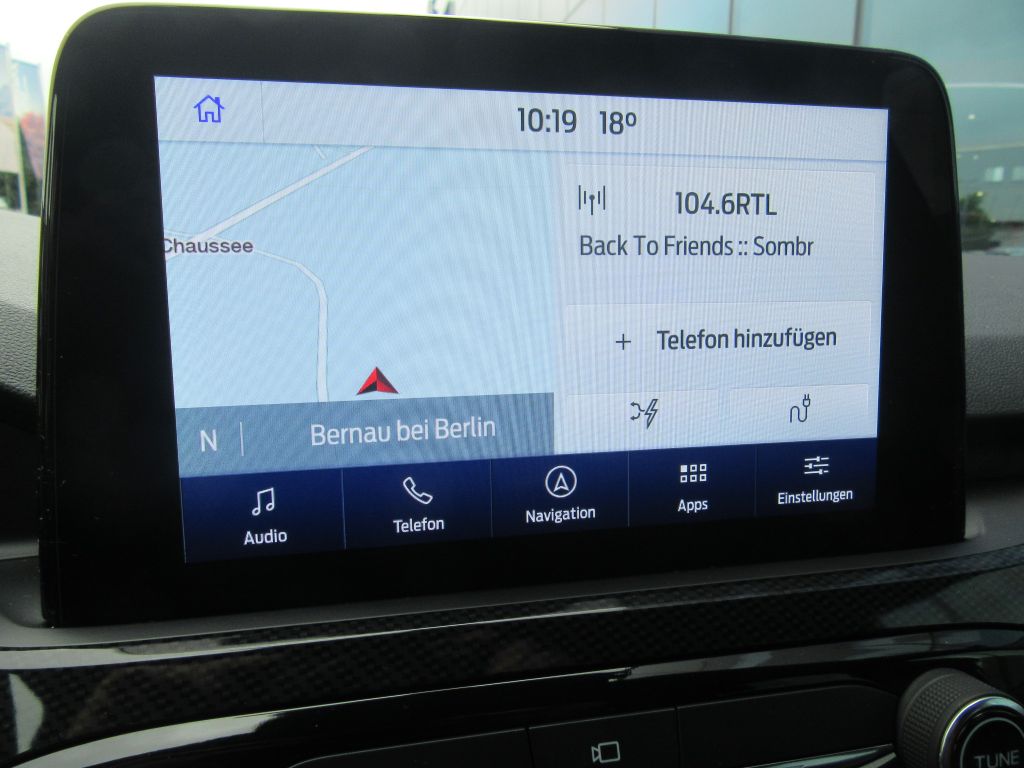 10:19 18º
104.6RTL
Back To Friends :: Sombr
Chaussee
+ Telefon hinzufügen
N | Bernau bei Berlin
Audio
Telefon
Navigation
Apps
Einstellungen
TUNE